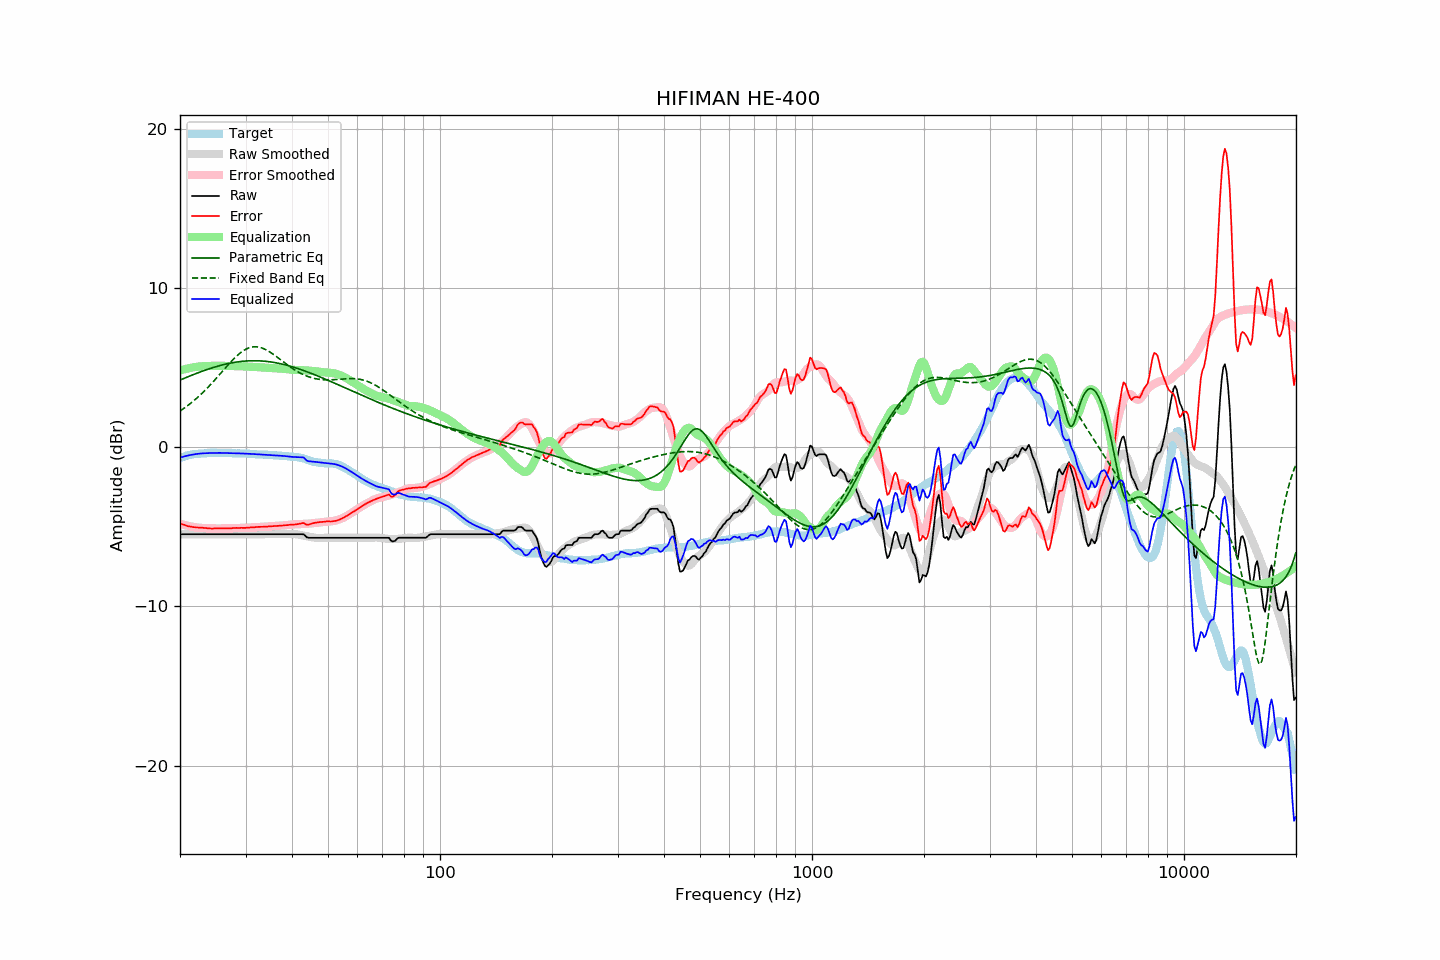 HIFIMAN HE-400
Target
Raw Smoothed
Error Smoothed
Raw
Error
Equalization
Parametric Eq
Fixed Band Eq
Equalized
20
10
0
−10
−20
Amplitude (dBr)
100
1000
10000
Frequency (Hz)